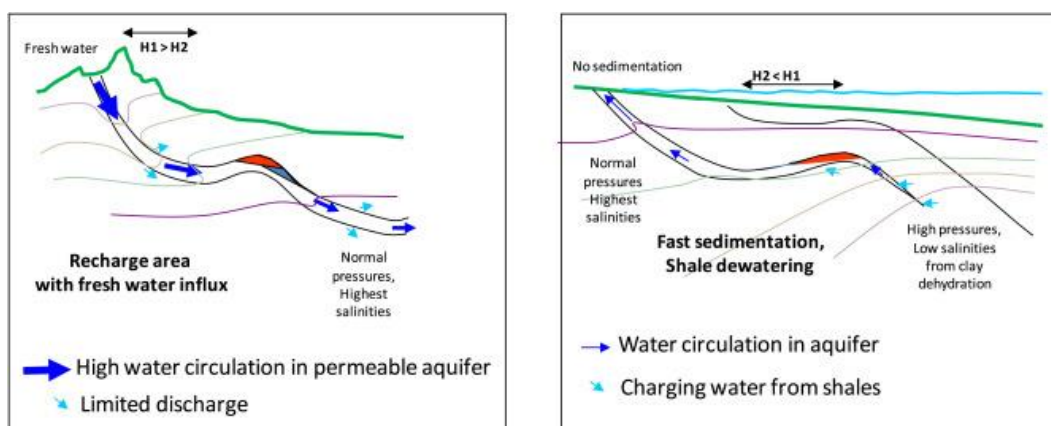 H1 > H2
Fresh water
Recharge area
with fresh water influx
Normal
pressures,
Highest
salinities
High water circulation in permeable aquifer
Limited discharge
No sedimentation
H2 < H1
Normal
pressures
Highest
salinities
Fast sedimentation,
Shale dewatering
High pressures,
Low salinities
from clay
dehydration
Water circulation in aquifer
Charging water from shales